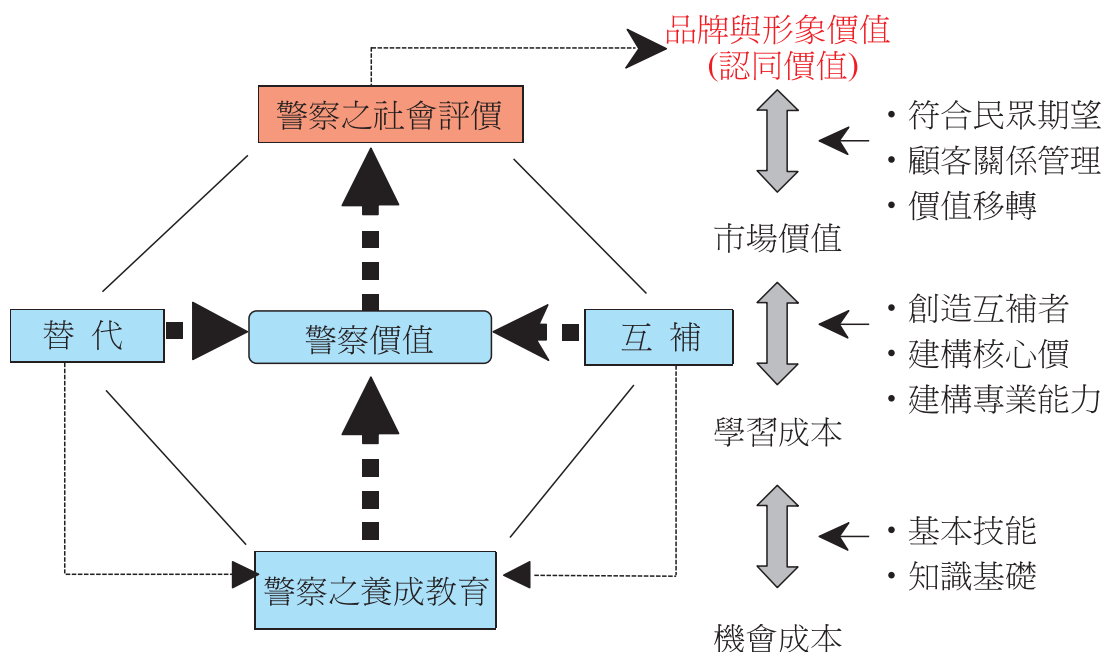 品牌與形象價值
(認同價值)
警察之社會評價
・符合民眾期望
・顧客關係管理
・價值移轉
市場價值
替 代
警察價值
互 補
・創造互補者
・建構核心價
・建構專業能力
學習成本
・基本技能
・知識基礎
警察之養成教育
機會成本